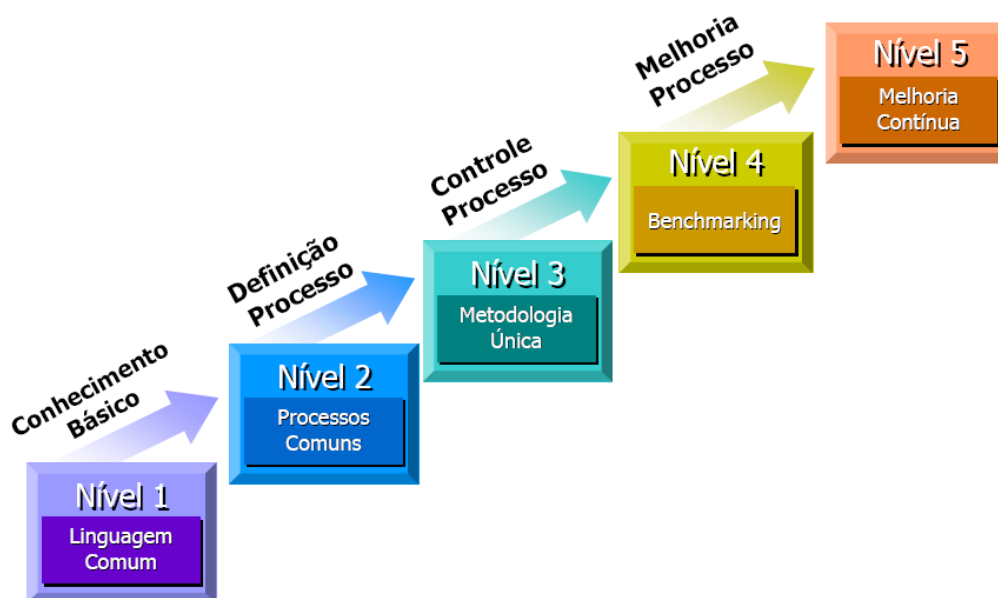 Nível 1
Linguagem
Comum
Conhecimento
Básico
Nível 2
Processos
Comuns
Definição
Processo
Nível 3
Metodologia
Única
Controle
Processo
Nível 4
Benchmarking
Melhoria
Processo
Nível 5
Melhoria
Contínua